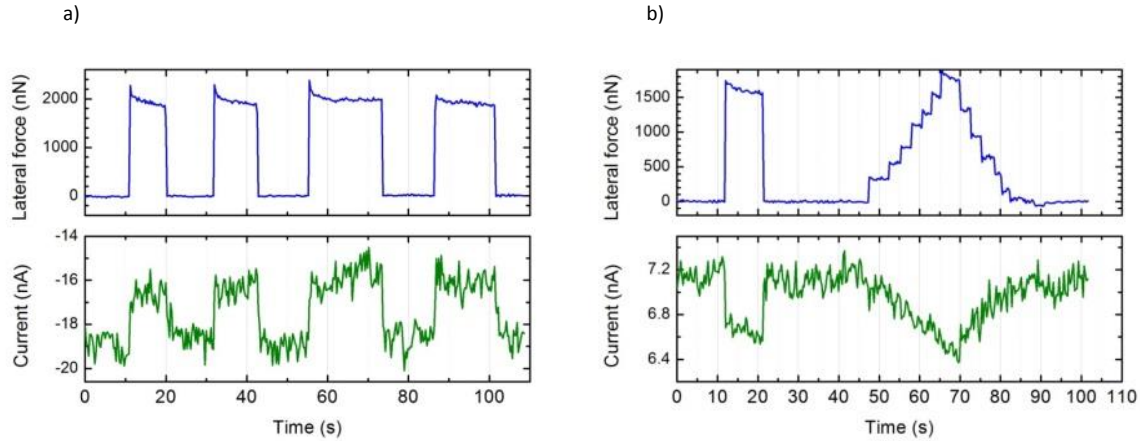 a)
Lateral force (nN)
2000
1000
0
Current (nA)
-14
-16
-18
-20
0 20 40 60 80 100
Time (s)
b)
Lateral force (nN)
1500
1000
500
0
Current (nA)
7.2
6.8
6.4
0 10 20 30 40 50 60 70 80 90 100 110
Time (s)